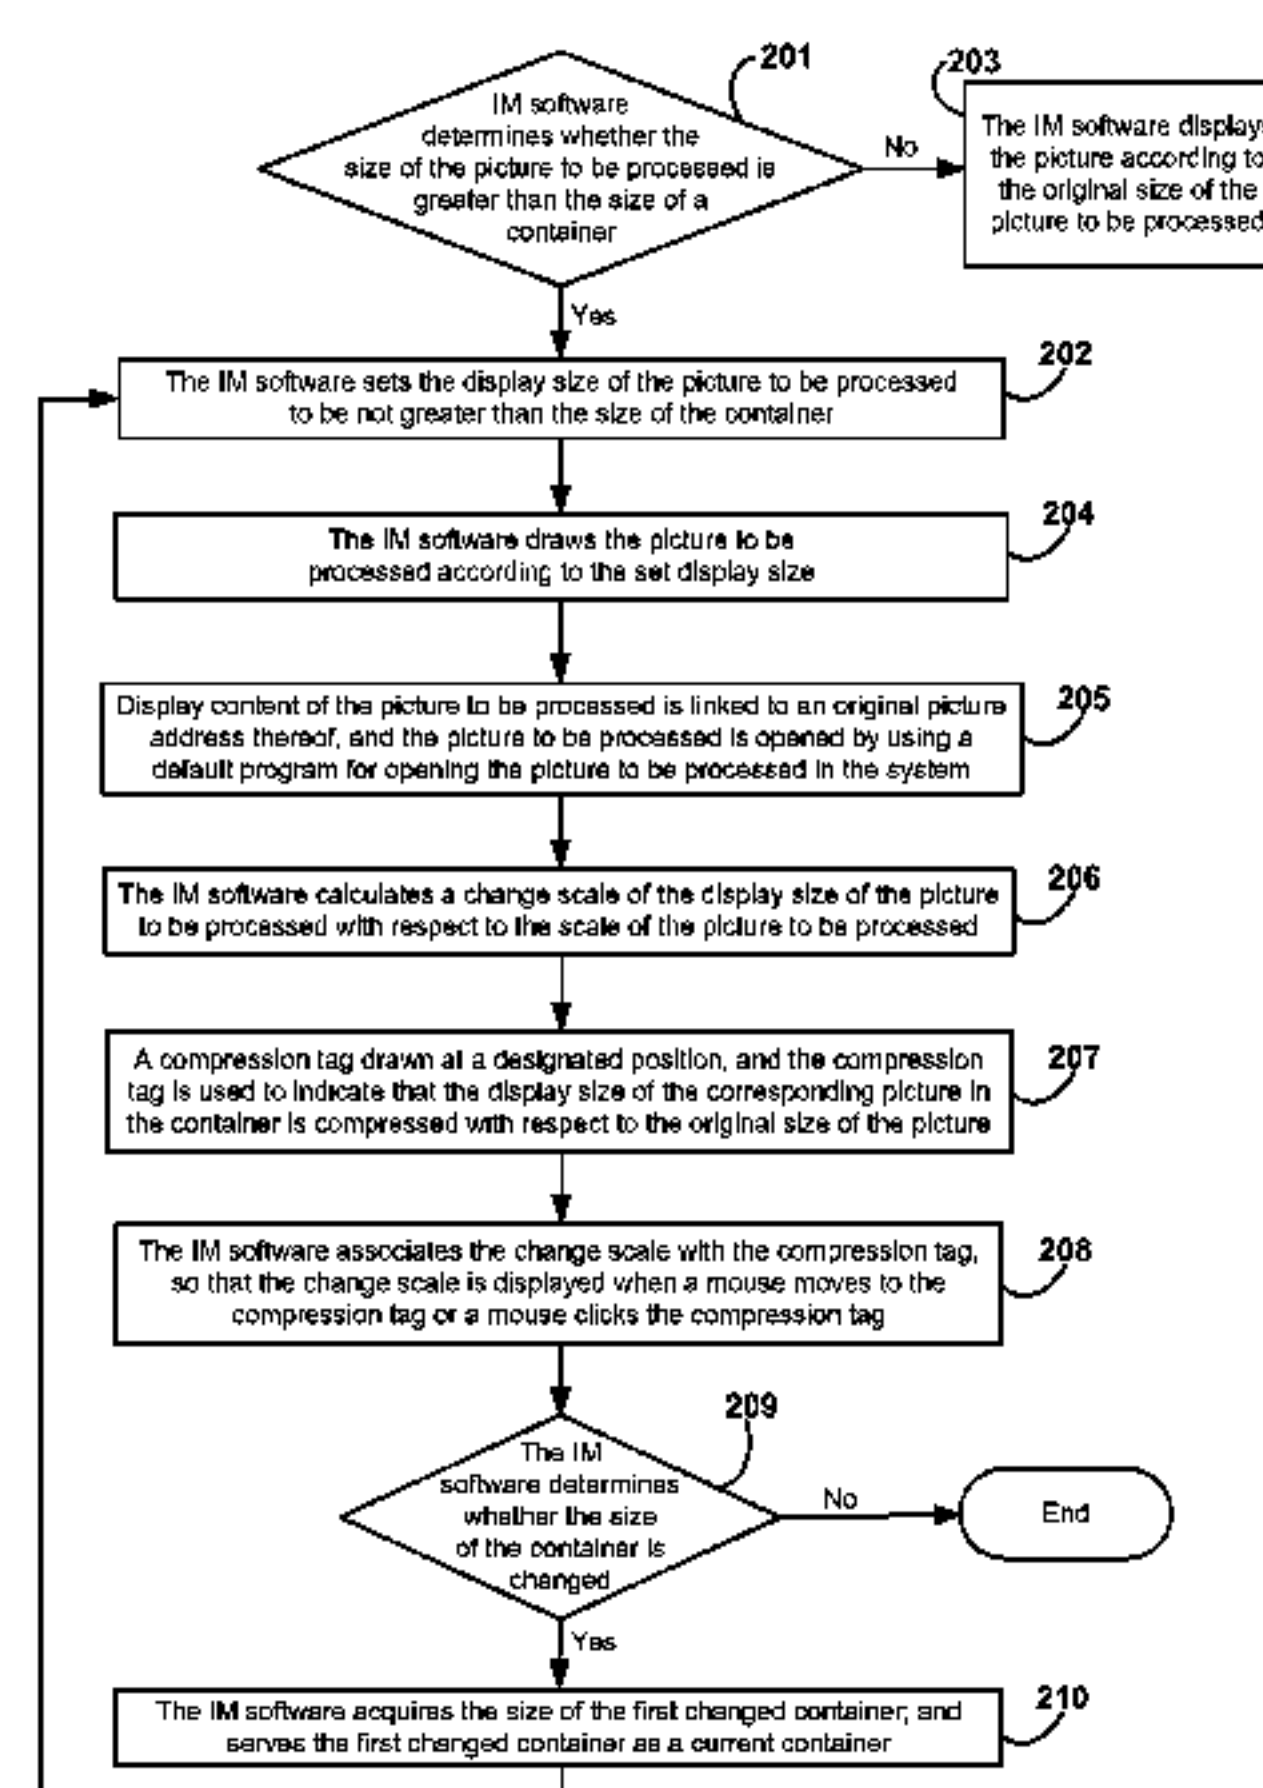 201
IM software
determines whether the
size of the picture to be processed is
greater than the size of a
container
No
203
The IM software displays
the picture according to
the original size of the
picture to be processed
Yes
202
The IM software sets the display size of the picture to be processed
to be not greater than the size of the container
204
The IM software draws the picture to be
processed according to the set display size
205
Display content of the picture to be processed is linked to an original picture
address thereof, and the picture to be processed is opened by using a
default program for opening the picture to be processed in the system
206
The IM software calculates a change scale of the display size of the picture
to be processed with respect to the scale of the picture to be processed
207
A compression tag drawn at a designated position, and the compression
tag is used to indicate that the display size of the corresponding picture in
the container is compressed with respect to the original size of the picture
208
The IM software associates the change scale with the compression tag,
so that the change scale is displayed when a mouse moves to the
compression tag or a mouse clicks the compression tag
209
The IM
software determines
whether the size
of the container is
changed
No
End
Yes
210
The IM software acquires the size of the first changed container, and
serves the first changed container as a current container